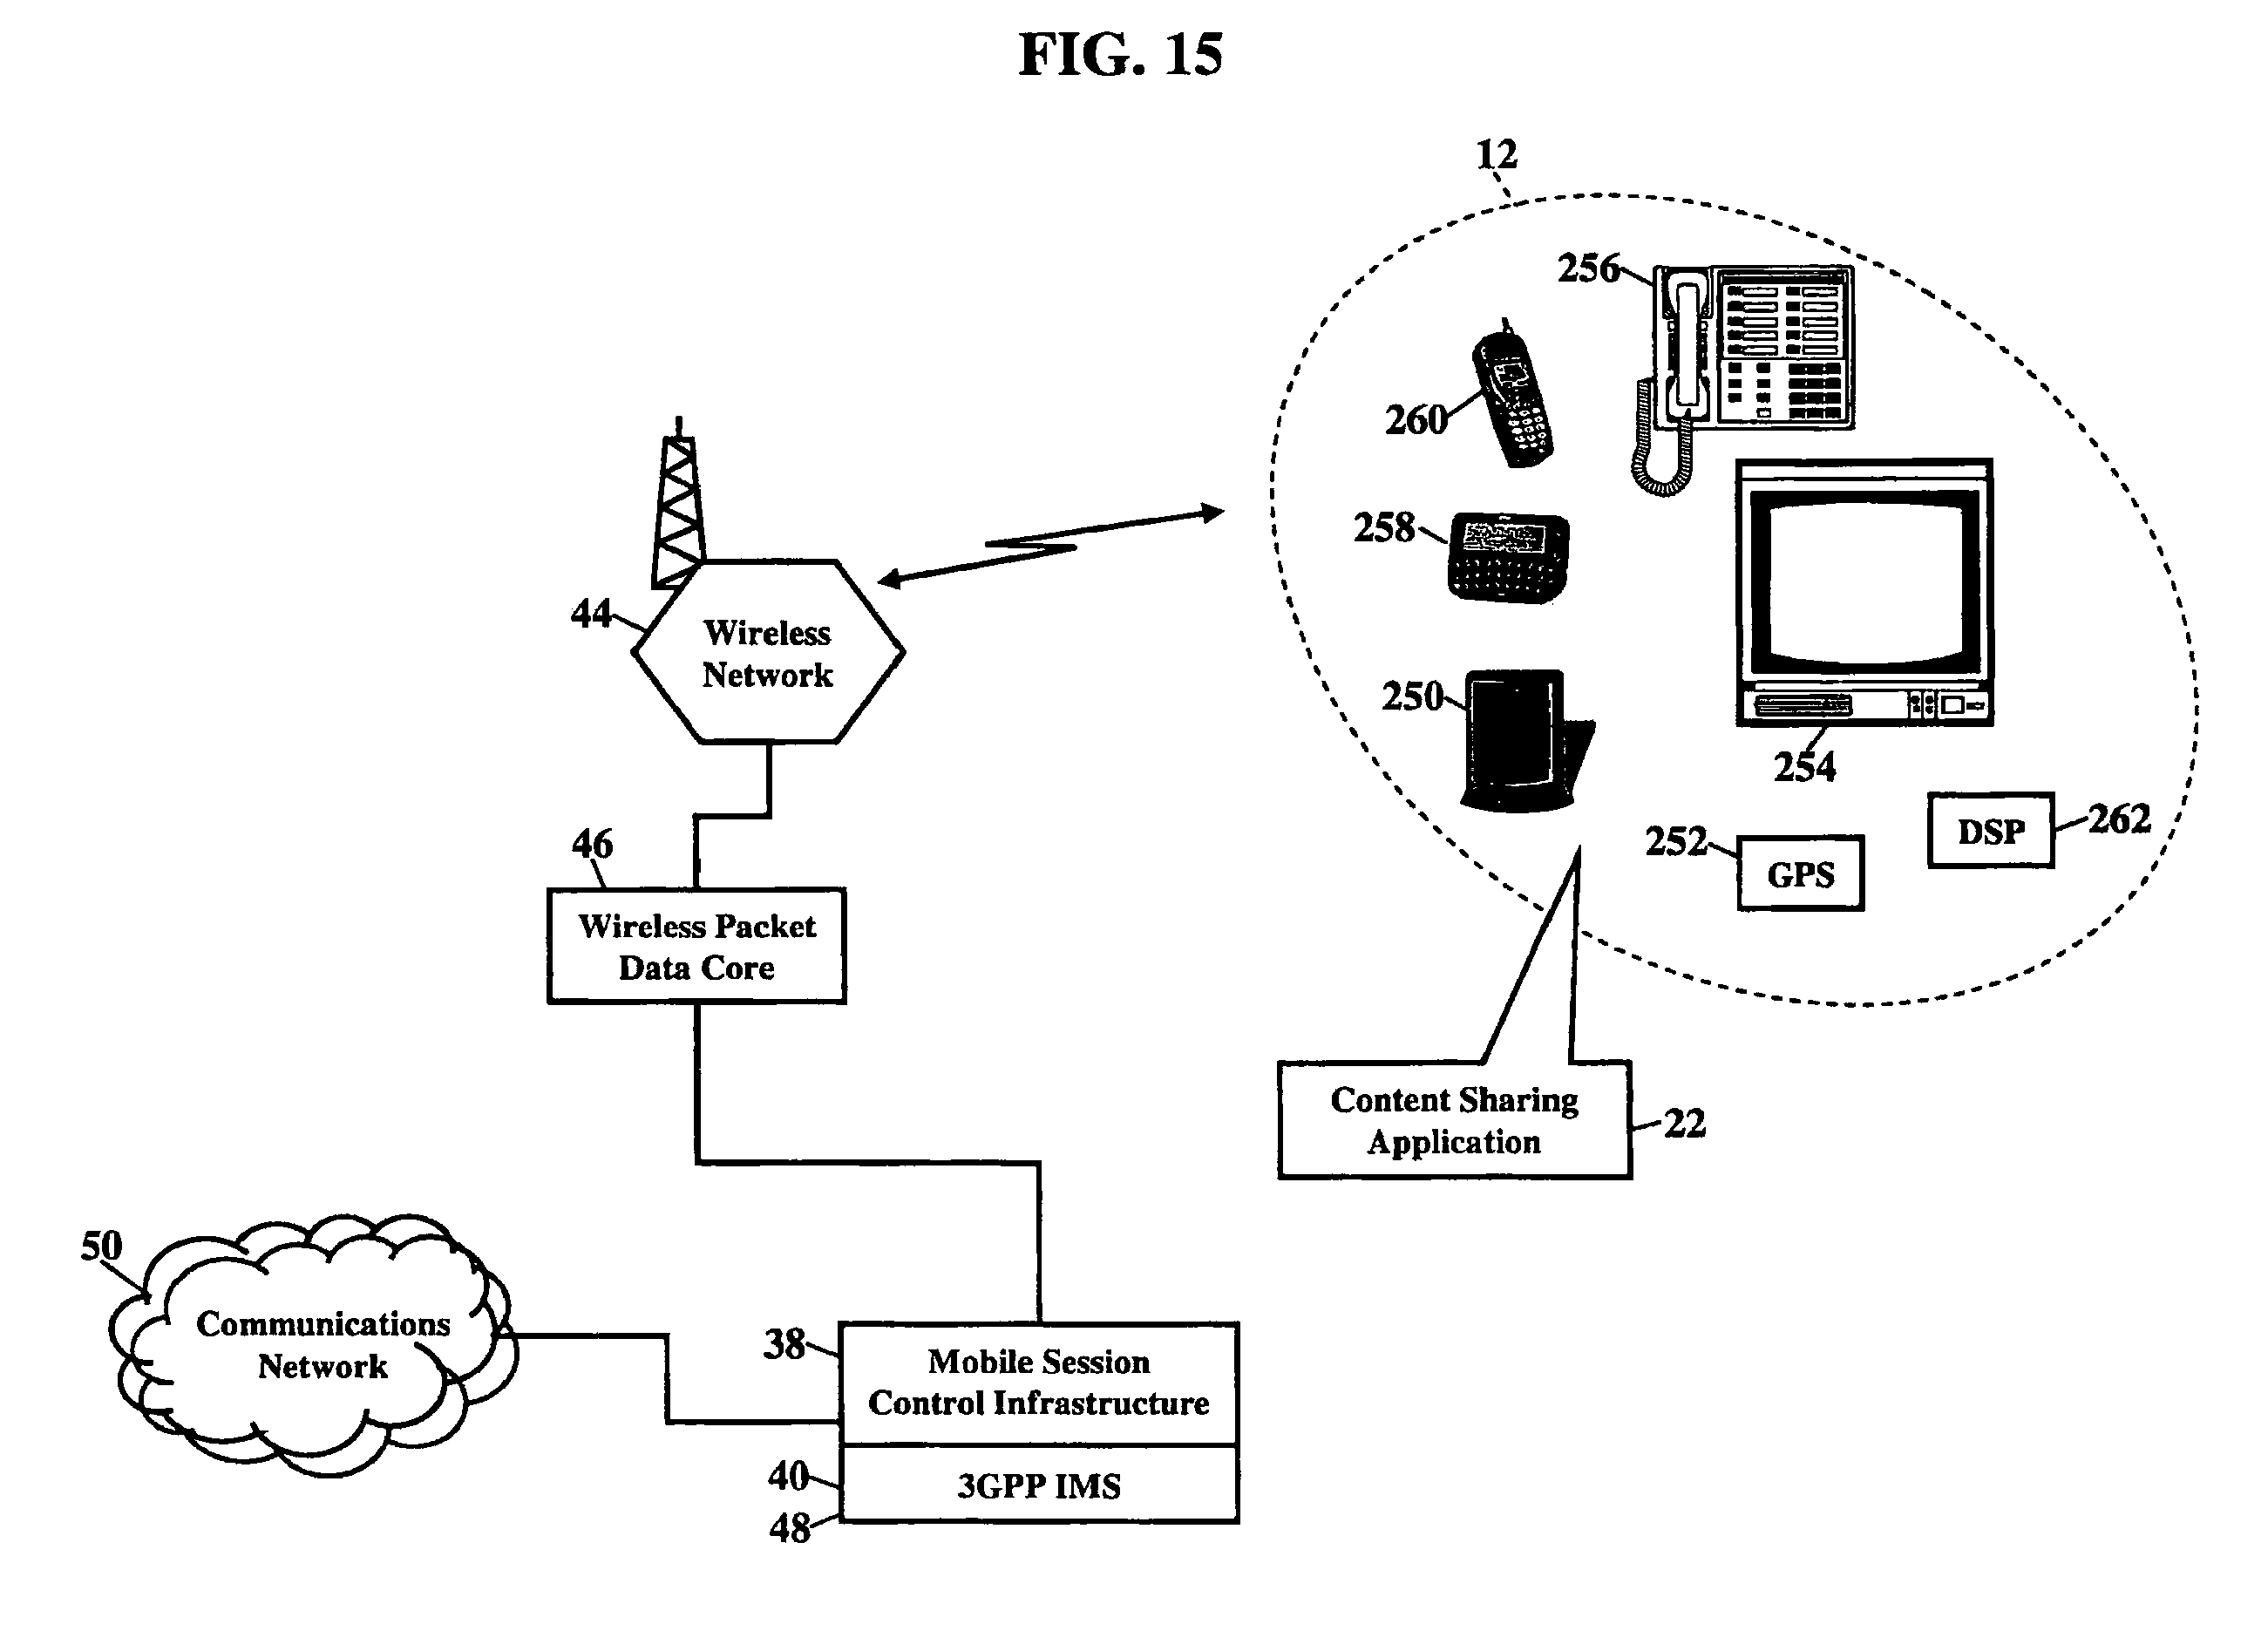 FIG. 15
12
256
260
258
44
Wireless
Network
250
254
262
DSP
252
GPS
46
Wireless Packet
Data Core
Content Sharing
Application
22
50
Communications
Network
38
Mobile Session
Control Infrastructure
40
3GPP IMS
48